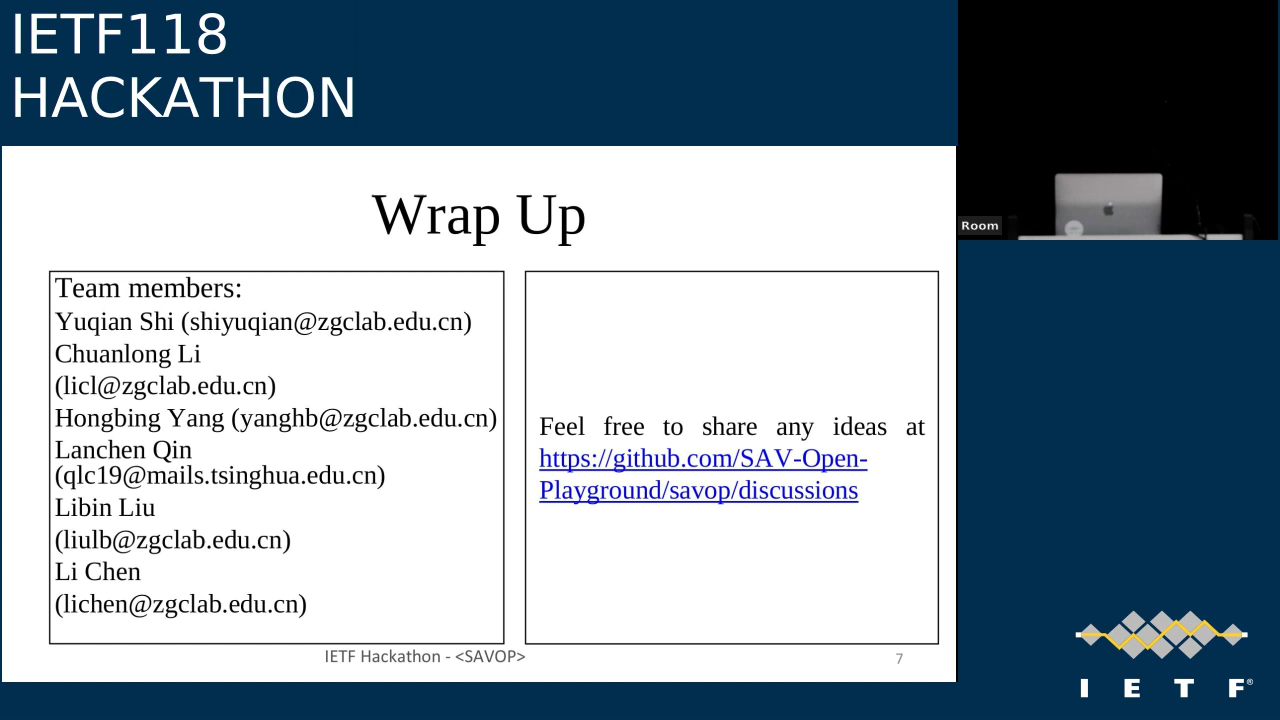 IETF118
HACKATHON
Wrap Up
Team members:
Yuqian Shi (shiyuqian@zgclab.edu.cn)
Chuanlong Li
(licl@zgclab.edu.cn)
Hongbing Yang (yanghb@zgclab.edu.cn)
Lanchen Qin
(qlc19@mails.tsinghua.edu.cn)
Libin Liu
(liulb@zgclab.edu.cn)
Li Chen
(lichen@zgclab.edu.cn)
Feel free to share any ideas at
https://github.com/SAV-Open-
Playground/savop/discussions
IETF Hackathon - <SAVOP>
7
Room
I E T F®